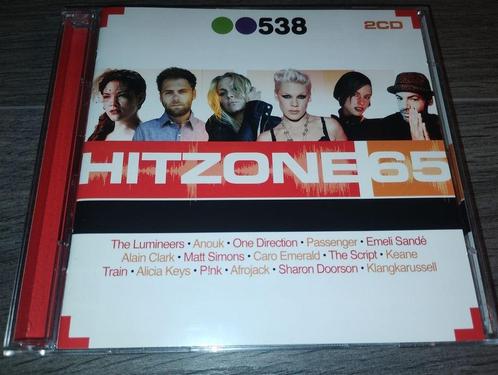 538
2CD
HITZONE 65
The Lumineers • Anouk • One Direction • Passenger • Emeli Sandé
Alain Clark • Matt Simons • Caro Emerald • The Script • Keane
Train • Alicia Keys • P!nk • Afrojack • Sharon Doorson • Klangkarussell